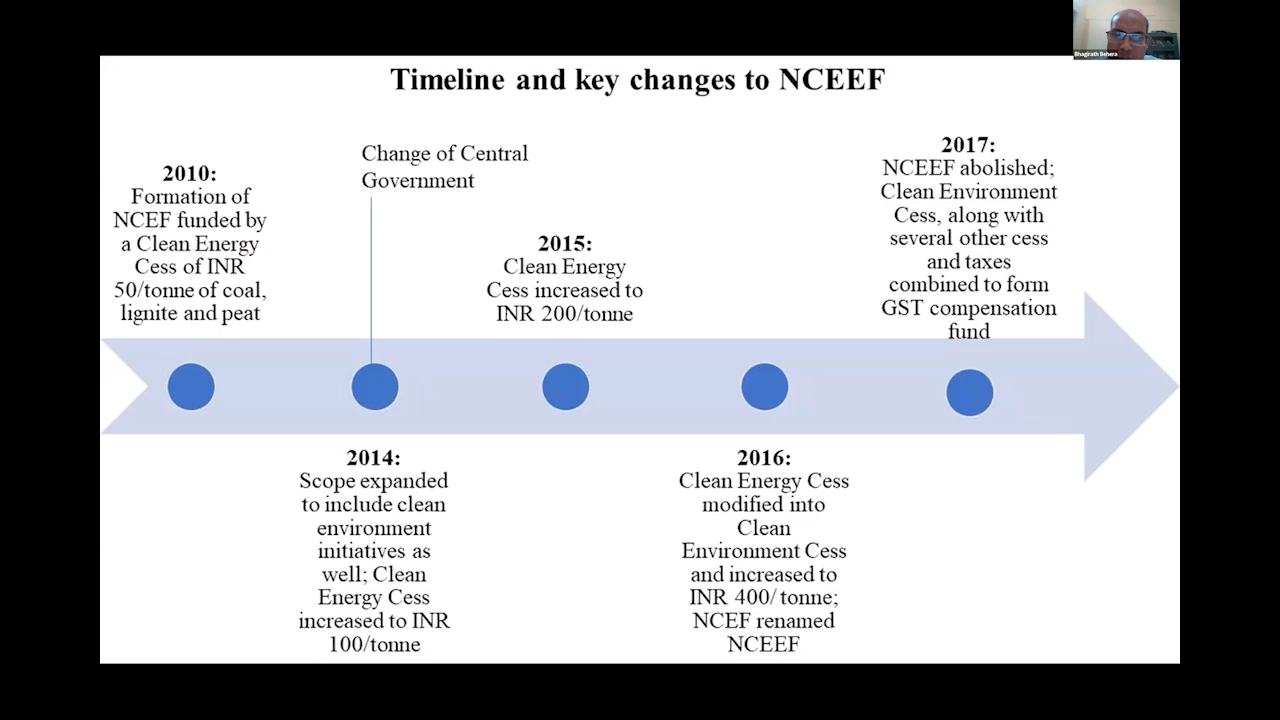 Bhagirath Behera
Timeline and key changes to NCEEF
2010:
Formation of
NCEF funded by
a Clean Energy
Cess of INR
50/tonne of coal,
lignite and peat
Change of Central
Government
2014:
Scope expanded
to include clean
environment
initiatives as
well; Clean
Energy Cess
increased to INR
100/tonne
2015:
Clean Energy
Cess increased to
INR 200/tonne
2016:
Clean Energy Cess
modified into
Clean
Environment Cess
and increased to
INR 400/ tonne;
NCEF renamed
NCEEF
2017:
NCEEF abolished;
Clean Environment
Cess, along with
several other cess
and taxes
combined to form
GST compensation
fund